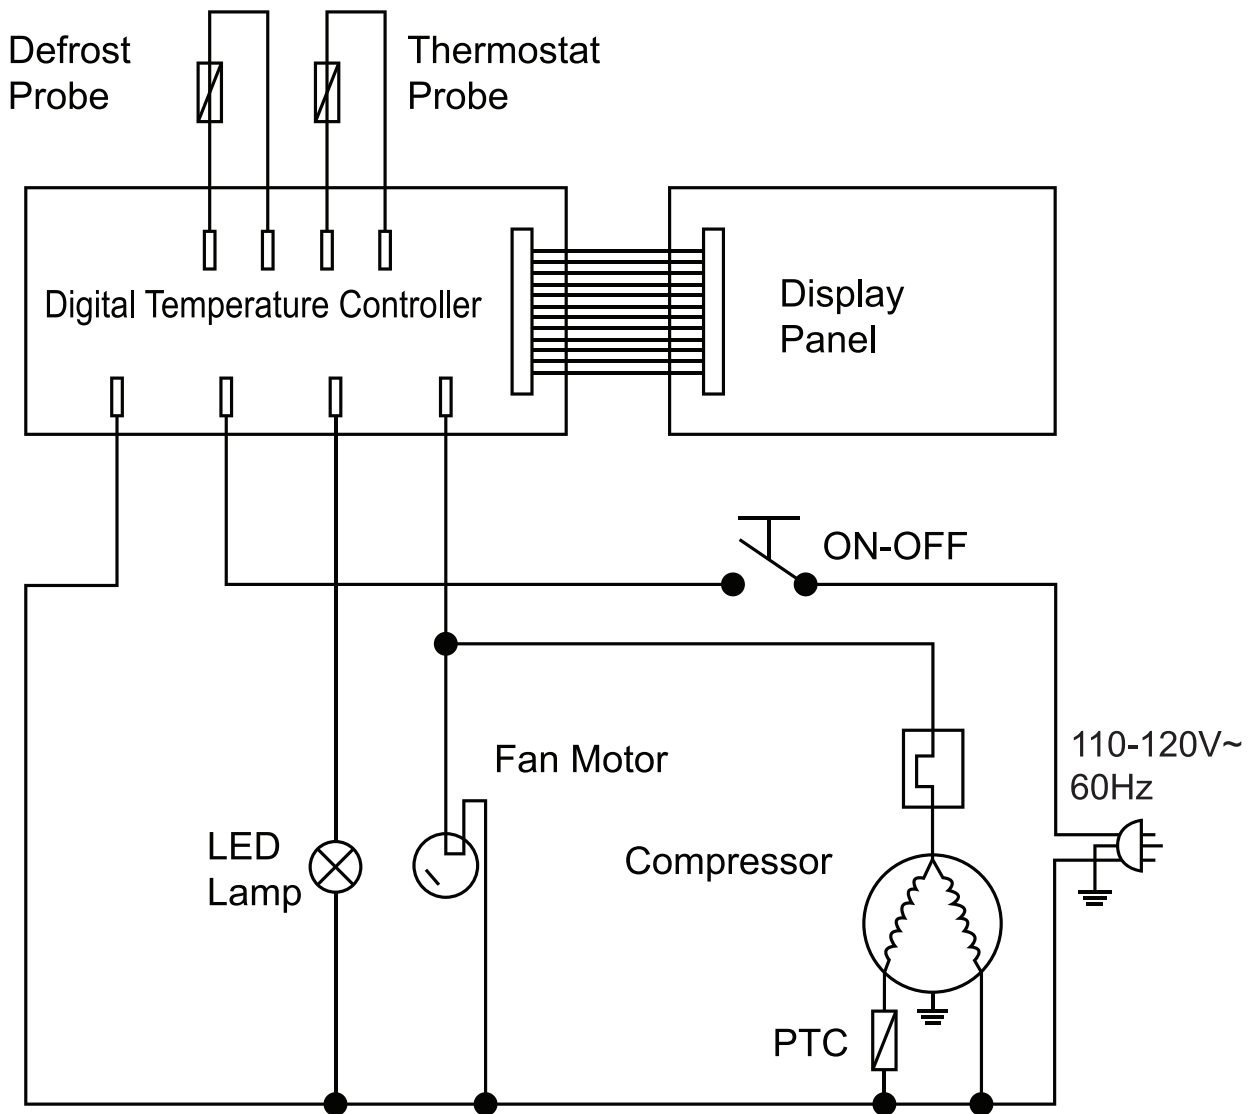 Defrost
Probe
Thermostat
Probe
Digital Temperature Controller
Display
Panel
ON-OFF
Fan Motor
110-120V~
60Hz
LED
Lamp
Compressor
PTC